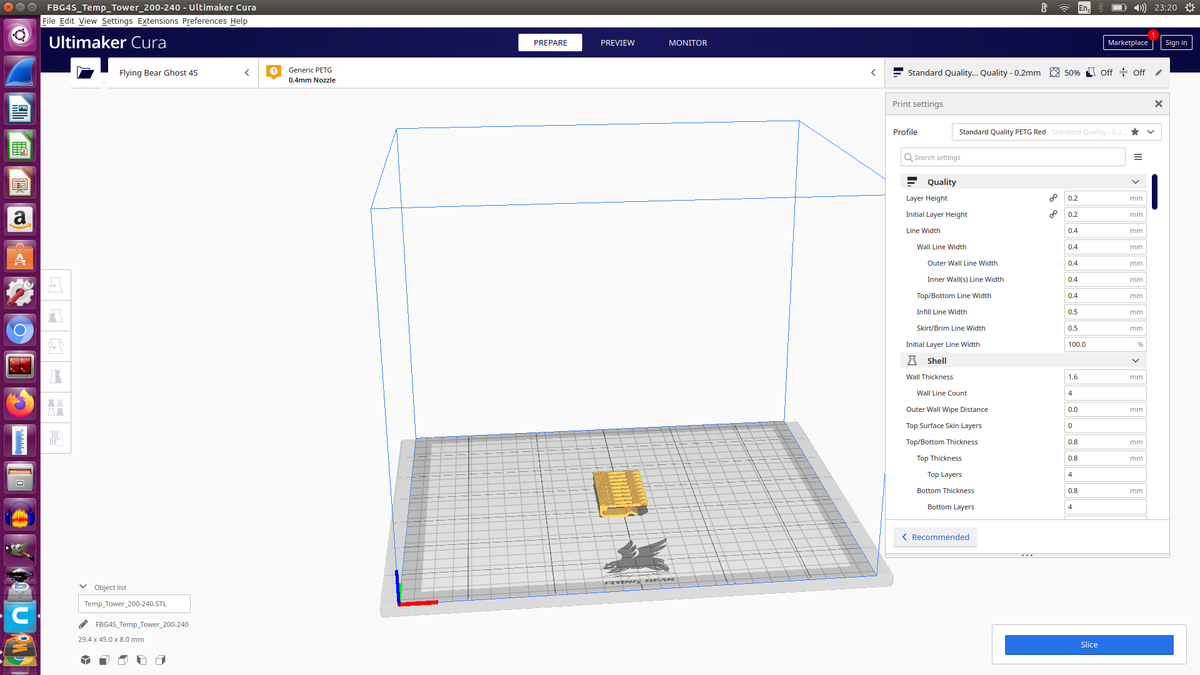 FBG4S_Temp_Tower_200-240 - Ultimaker Cura
En
23:20
File Edit View Settings Extensions Preferences Help
Ultimaker Cura
PREPARE
PREVIEW
MONITOR
Marketplace
1
Sign in
Flying Bear Ghost 4S
Generic PETG
0.4mm Nozzle
Standard Quality... Quality - 0.2mm
50%
Off
Off
Print settings
Profile
Standard Quality PETG Red - Standard Quality - 0.2...
Search settings
Quality
Layer Height 0.2 mm
Initial Layer Height 0.2 mm
Line Width 0.4 mm
Wall Line Width 0.4 mm
Outer Wall Line Width 0.4 mm
Inner Wall(s) Line Width 0.4 mm
Top/Bottom Line Width 0.4 mm
Infill Line Width 0.5 mm
Skirt/Brim Line Width 0.5 mm
Initial Layer Line Width 100.0 %
Shell
Wall Thickness 1.6 mm
Wall Line Count 4
Outer Wall Wipe Distance 0.0 mm
Top Surface Skin Layers 0
Top/Bottom Thickness 0.8 mm
Top Thickness 0.8 mm
Top Layers 4
Bottom Thickness 0.8 mm
Bottom Layers 4
Recommended
FLYING BEAR
Object list
Temp_Tower_200-240.STL
FBG4S_Temp_Tower_200-240
29.4 x 45.0 x 8.0 mm
Slice